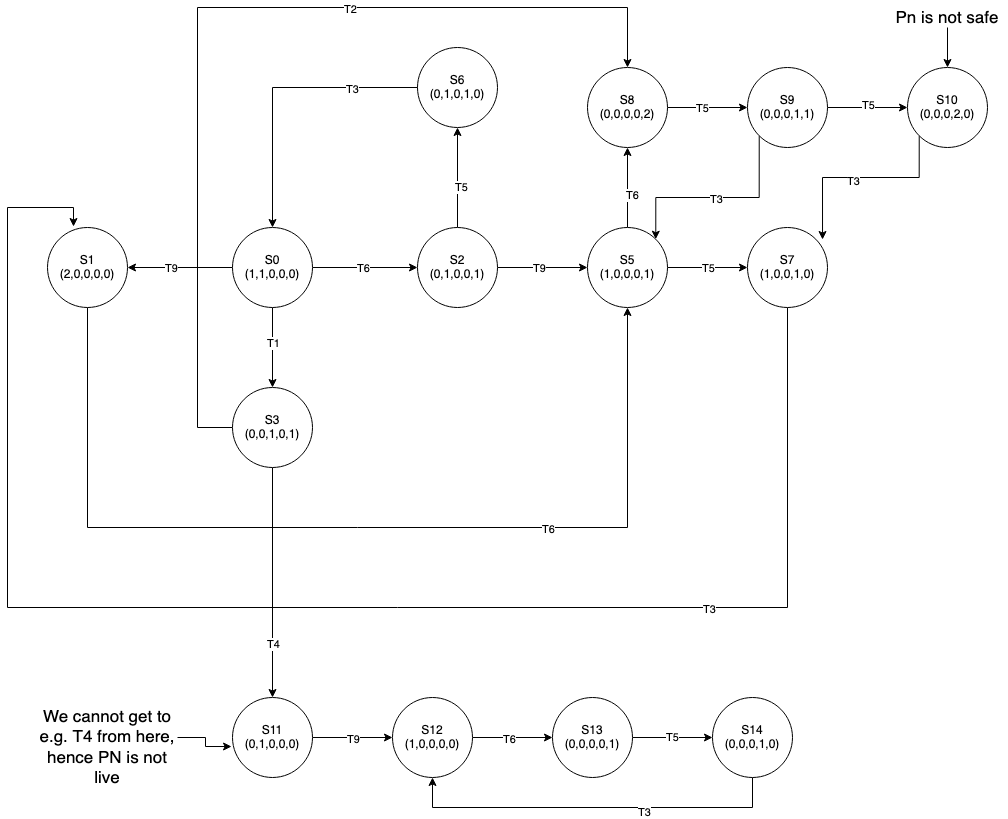 T2
Pn is not safe
S6
(0,1,0,1,0)
T3
S8
(0,0,0,0,2)
T5
S9
(0,0,0,1,1)
T5
S10
(0,0,0,2,0)
T5
T6
T3
T3
S1
(2,0,0,0,0)
T9
S0
(1,1,0,0,0)
T6
S2
(0,1,0,0,1)
T9
S5
(1,0,0,0,1)
T5
S7
(1,0,0,1,0)
T1
S3
(0,0,1,0,1)
T6
T3
T4
We cannot get to
e.g. T4 from here,
hence PN is not
live
S11
(0,1,0,0,0)
T9
S12
(1,0,0,0,0)
T6
S13
(0,0,0,0,1)
T5
S14
(0,0,0,1,0)
T3